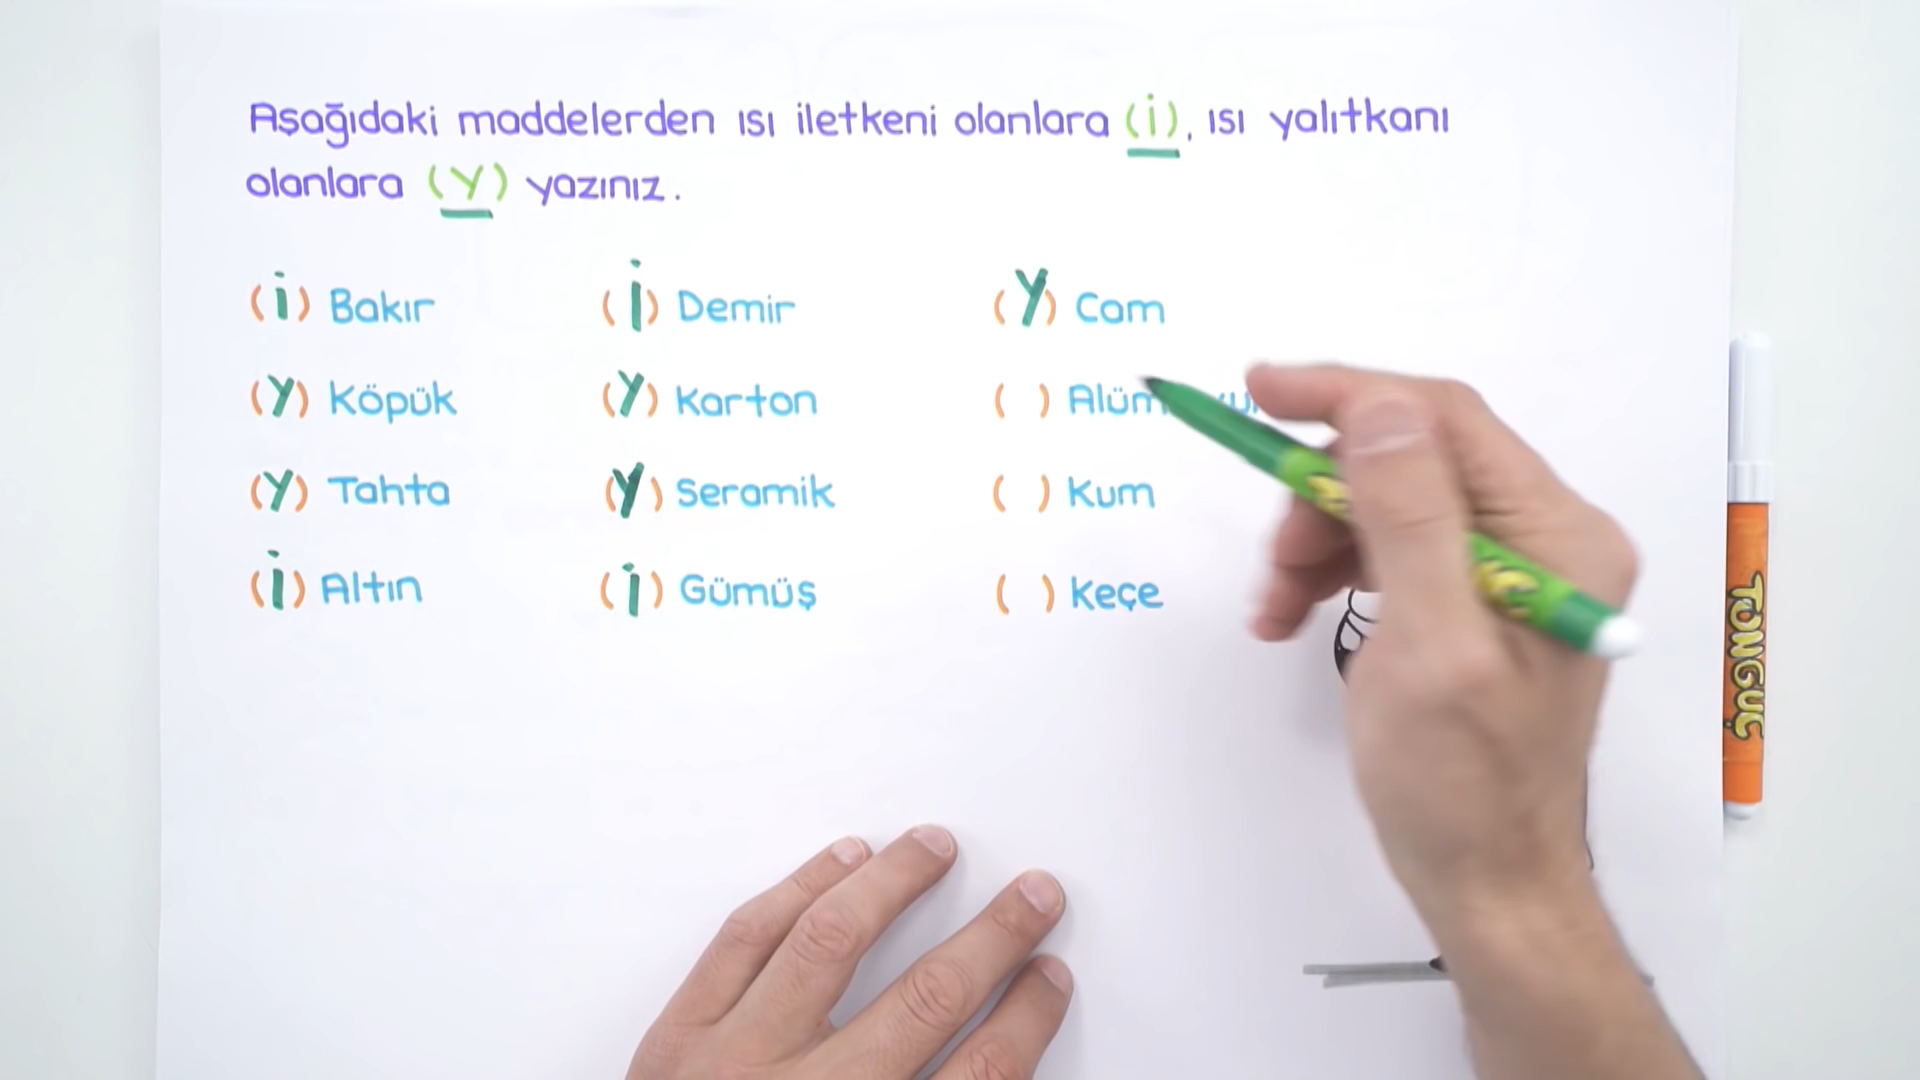 Aşağıdaki maddelerden ısı iletkeni olanlara (i), ısı yalıtkanı
olanlara (Y) yazınız.
(i) Bakır (i) Demir (Y) Cam
(Y) Köpük (Y) Karton ( )
(Y) Tahta (Y) Seramik ( ) Kum
(i) Altın (i) Gümüş ( ) keçe
TONGUÇ